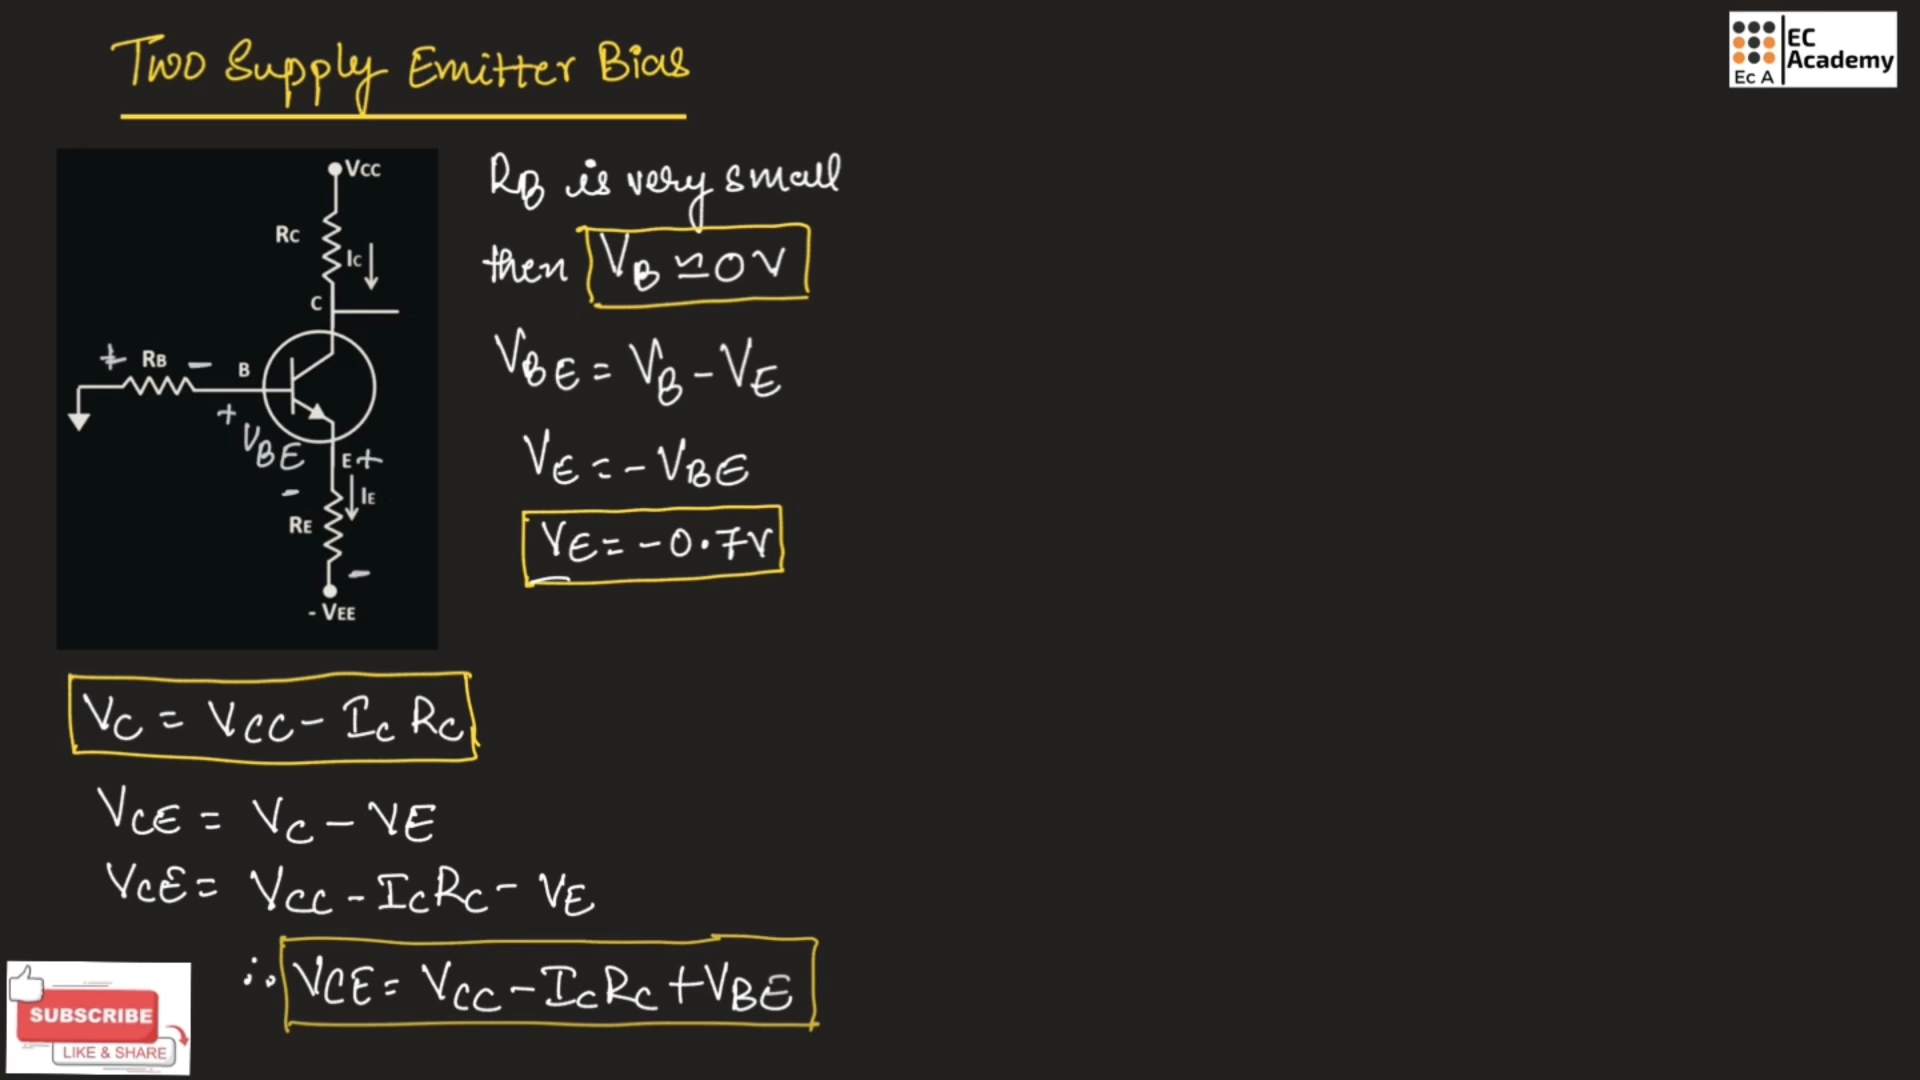 Two Supply Emitter Bias
EC
Academy
Ec A
VCC
RC
IC
C
+ RB -
B
+
VBE
-
E +
IE
RE
-
- VEE
RB is very small
then VB ≃ 0V
VBE = VB - VE
VE = - VBE
VE = - 0.7V
VC = VCC - IC RC
VCE = VC - VE
VCE = VCC - ICRC - VE
∴ VCE = VCC - ICRC + VBE
SUBSCRIBE
LIKE & SHARE